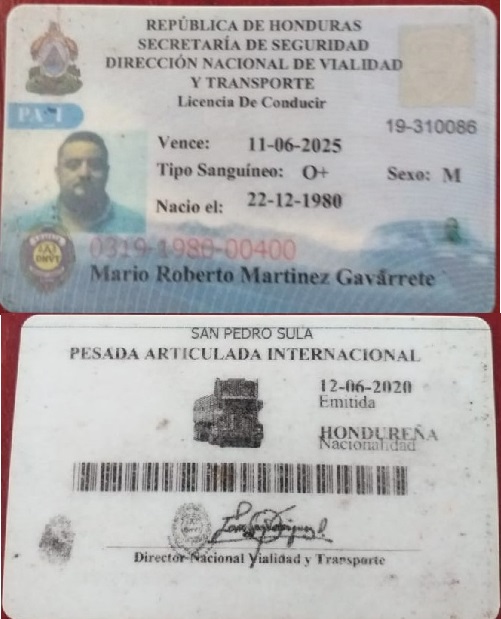 REPÚBLICA DE HONDURAS
SECRETARÍA DE SEGURIDAD
DIRECCIÓN NACIONAL DE VIALIDAD
Y TRANSPORTE
Licencia De Conducir
PA-I
19-310086
Vence: 11-06-2025
Tipo Sanguíneo: O+ Sexo: M
Nacio el: 22-12-1980
0319-1980-00400
Mario Roberto Martinez Gavarrete
SAN PEDRO SULA
PESADA ARTICULADA INTERNACIONAL
12-06-2020
Emitida
HONDUREÑA
Nacionalidad
Director Nacional Vialidad y Transporte